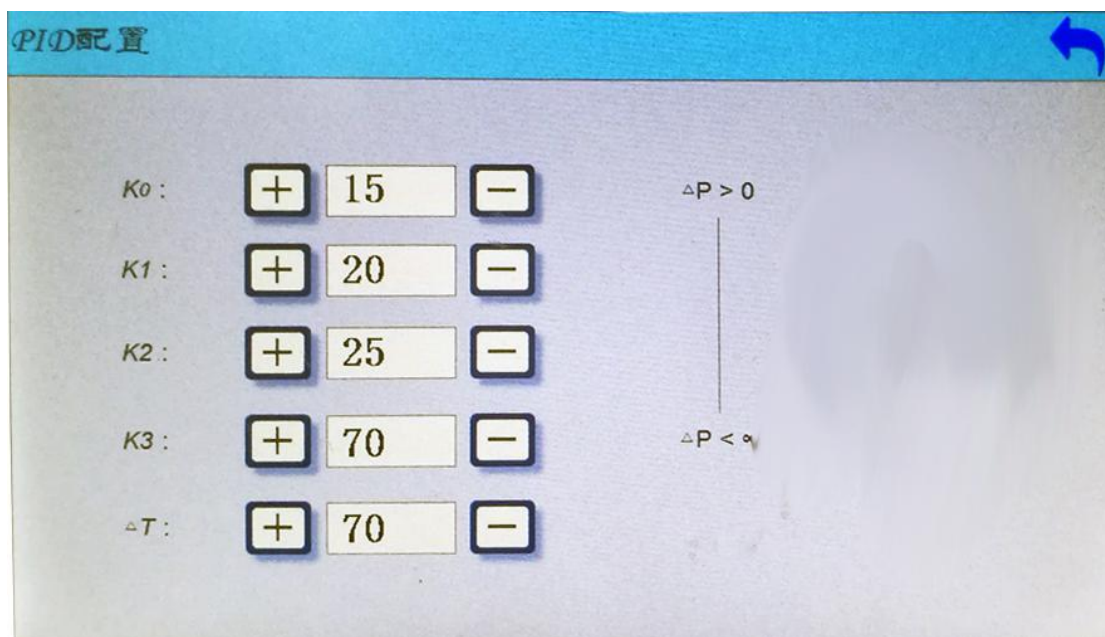 PID配置
K0 : + 15 − △P > 0
K1 : + 20 −
K2 : + 25 −
K3 : + 70 − △P < ∝
△T : + 70 −